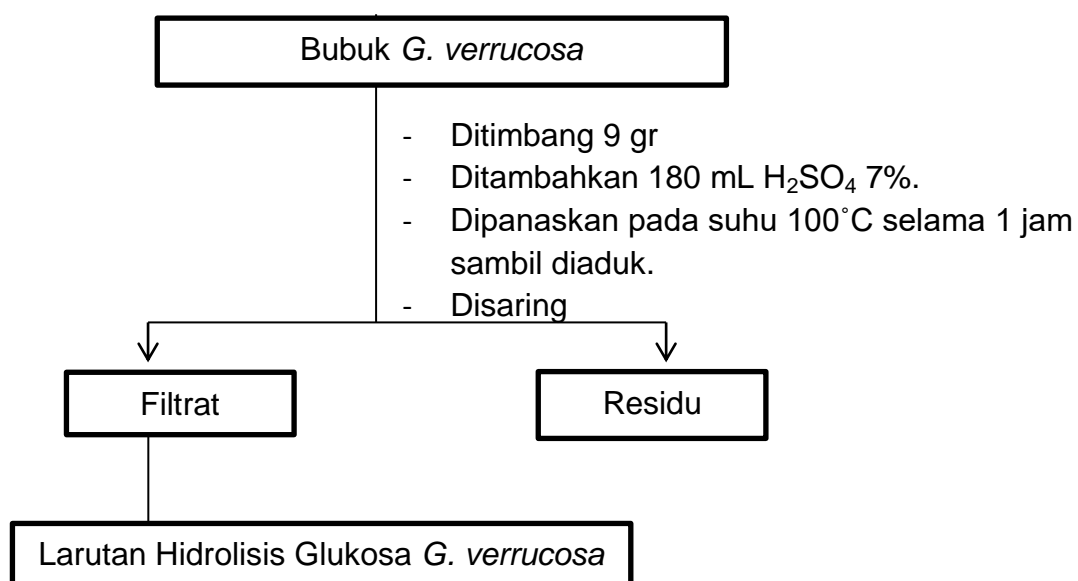 Bubuk G. verrucosa
- Ditimbang 9 gr
- Ditambahkan 180 mL H₂SO₄ 7%.
- Dipanaskan pada suhu 100˚C selama 1 jam
sambil diaduk.
- Disaring
Filtrat
Residu
Larutan Hidrolisis Glukosa G. verrucosa